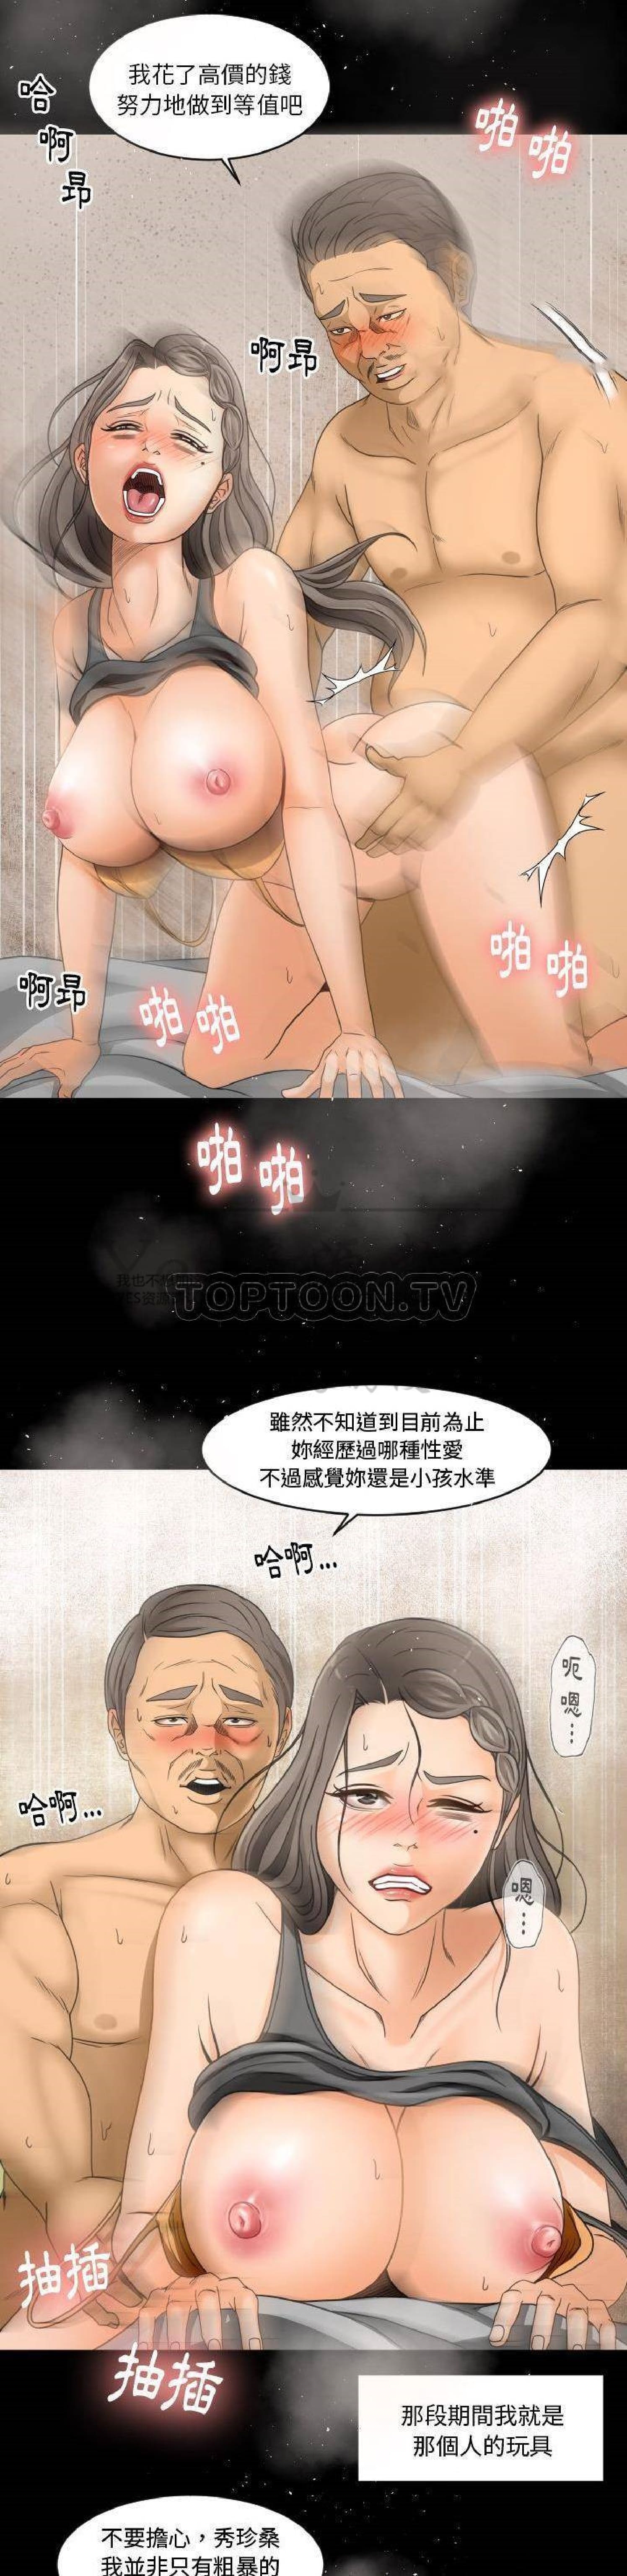 我花了高價的錢
努力地做到等值吧
哈
啊
昂
啪 啪
啊昂
啪 啪
啊昂
啪 啪
啪 啪
TOPTOON.TV
雖然不知道到目前為止
妳經歷過哪種性愛
不過感覺妳還是小孩水準
哈啊...
呃
嗯
...
哈啊...
嗯
...
抽插
抽插
那段期間我就是
那個人的玩具
不要擔心，秀珍桑
我並非只有粗暴的